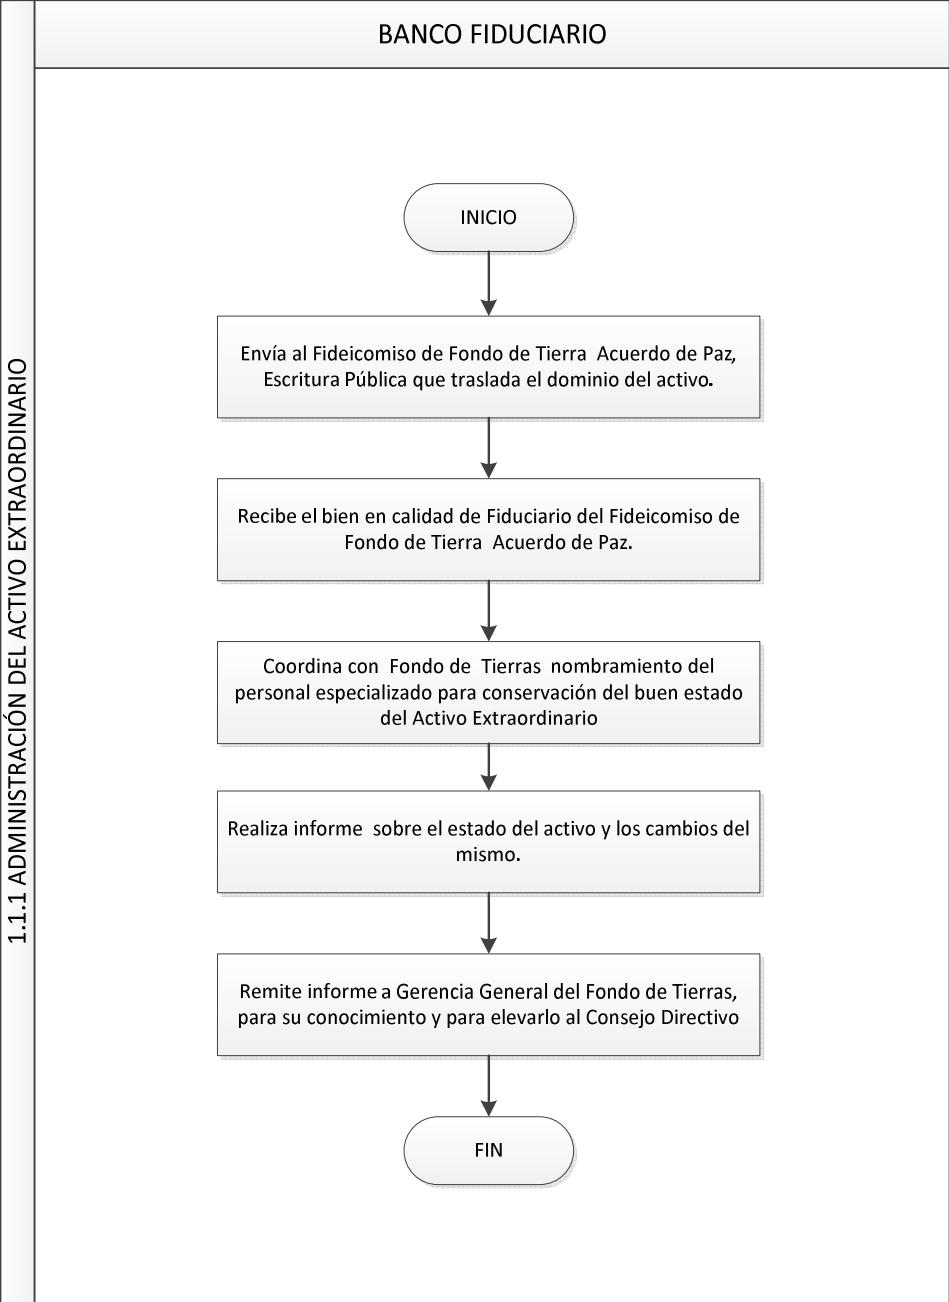 BANCO FIDUCIARIO
1.1.1 ADMINISTRACIÓN DEL ACTIVO EXTRAORDINARIO
INICIO
Envía al Fideicomiso de Fondo de Tierra Acuerdo de Paz,
Escritura Pública que traslada el dominio del activo.
Recibe el bien en calidad de Fiduciario del Fideicomiso de
Fondo de Tierra Acuerdo de Paz.
Coordina con Fondo de Tierras nombramiento del
personal especializado para conservación del buen estado
del Activo Extraordinario
Realiza informe sobre el estado del activo y los cambios del
mismo.
Remite informe a Gerencia General del Fondo de Tierras,
para su conocimiento y para elevarlo al Consejo Directivo
FIN